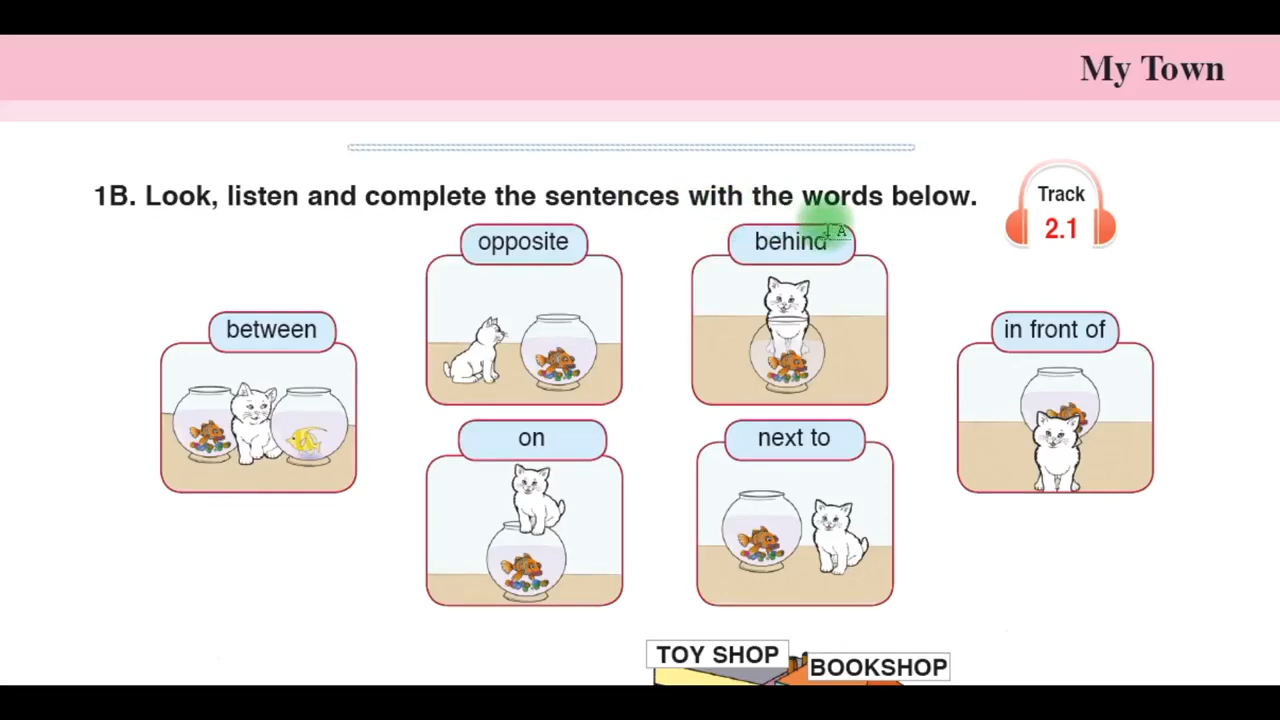 My Town
1B. Look, listen and complete the sentences with the words below.
Track
2.1
opposite
behind
between
in front of
on
next to
TOY SHOP
BOOKSHOP